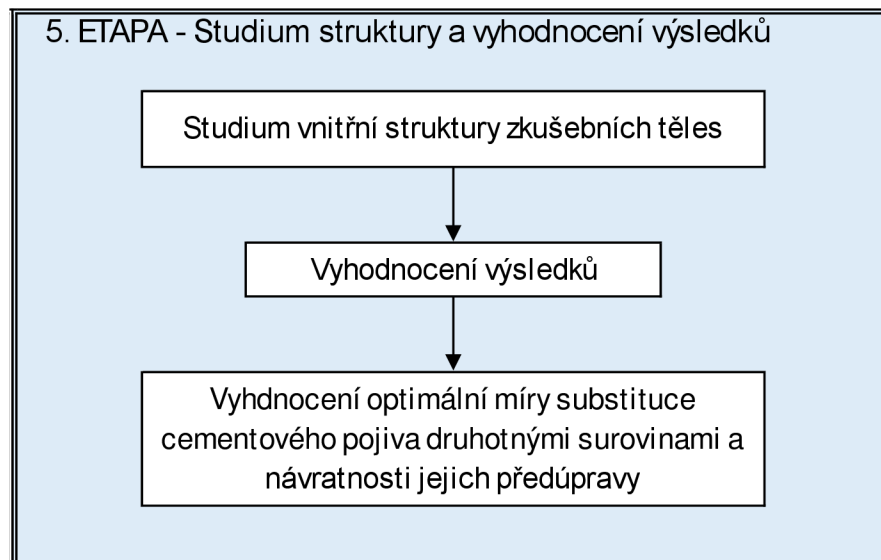 5. ETAPA - Studium struktury a vyhodnocení výsledků
Studium vnitřní struktury zkušebních těles
Vyhodnocení výsledků
Vyhdnocení optimální míry substituce
cementového pojiva druhotnými surovinami a
návratnosti jejich předúpravy